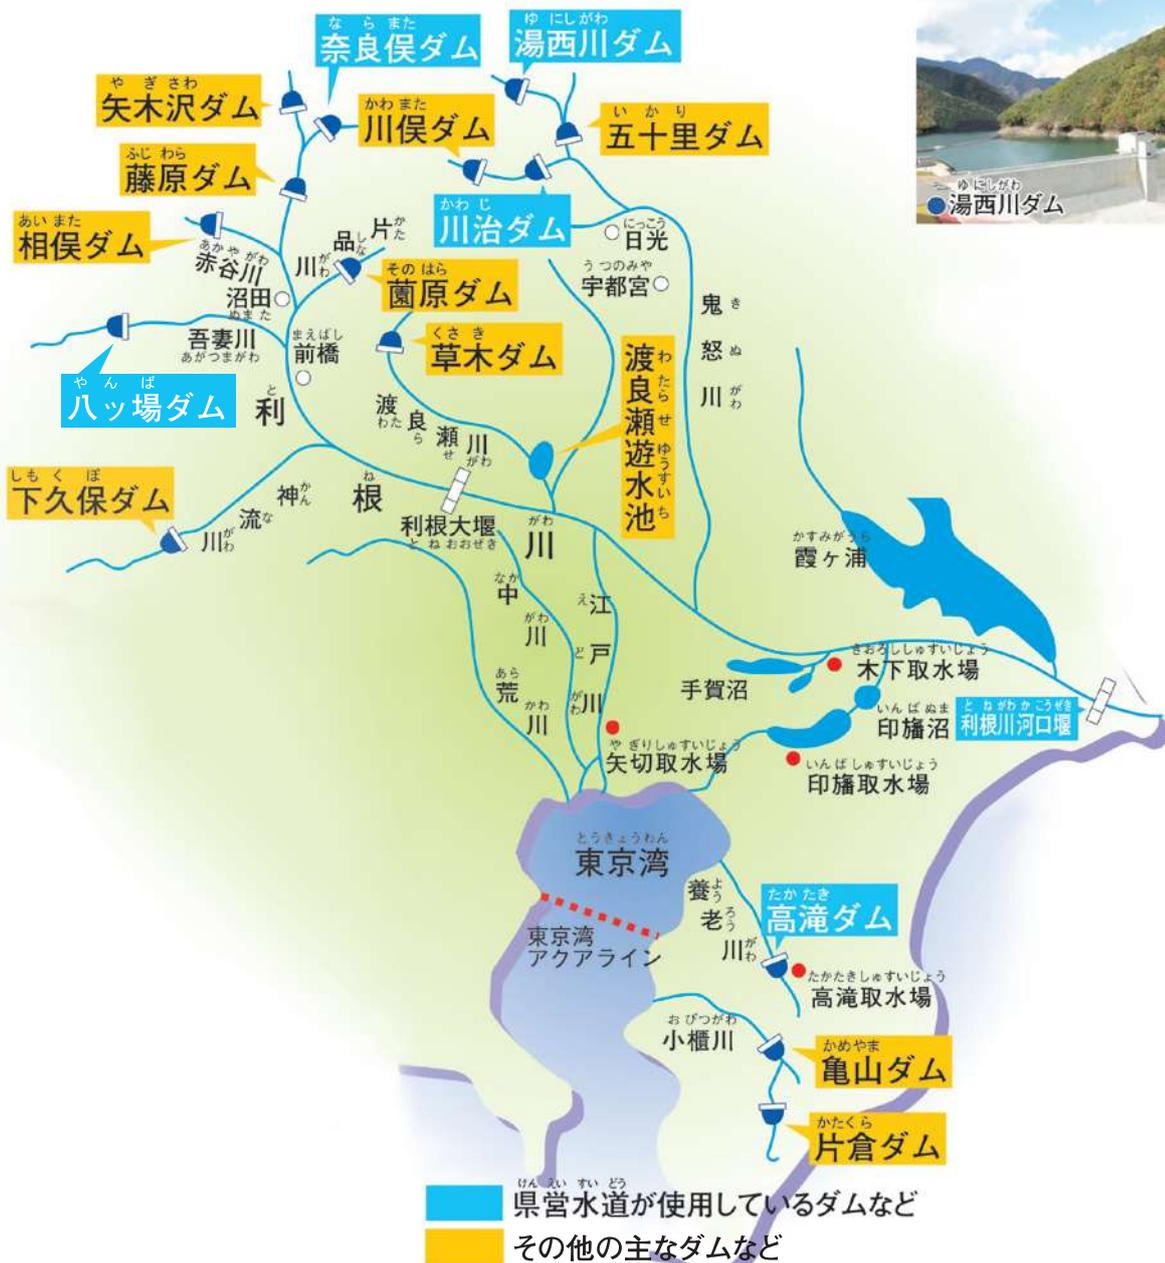 ならまた
奈良俣ダム
ゆにしがわ
湯西川ダム
やぎさわ
矢木沢ダム
かわまた
川俣ダム
いかり
五十里ダム
ふじわら
藤原ダム
ゆにしがわ
湯西川ダム
あいまた
相俣ダム
あかやがわ
赤谷川
片品川
かたしながわ
かわじ
川治ダム
にっこう
日光
うつのみや
宇都宮
そのはら
薗原ダム
沼田
ぬまた
吾妻川
あがつまがわ
まえばし
前橋
くさき
草木ダム
鬼怒川
きぬがわ
渡良瀬遊水池
わたらせゆうすいち
やんば
八ッ場ダム
利根川
とねがわ
渡良瀬川
わたらせがわ
しもくぼ
下久保ダム
神流川
かんながわ
利根大堰
とねおおぜき
かすみがうら
霞ヶ浦
中川
なかがわ
江戸川
えどがわ
荒川
あらかわ
手賀沼
きおろししゅすいじょう
木下取水場
いんばぬま
印旛沼
とねがわかこうぜき
利根川河口堰
やぎりしゅすいじょう
矢切取水場
いんばしゅすいじょう
印旛取水場
とうきょうわん
東京湾
養老川
ようろうがわ
たかたき
高滝ダム
東京湾
アクアライン
たかたきしゅすいじょう
高滝取水場
おびつがわ
小櫃川
かめやま
亀山ダム
かたくら
片倉ダム
けんえいすいどう
県営水道が使用しているダムなど
その他の主なダムなど